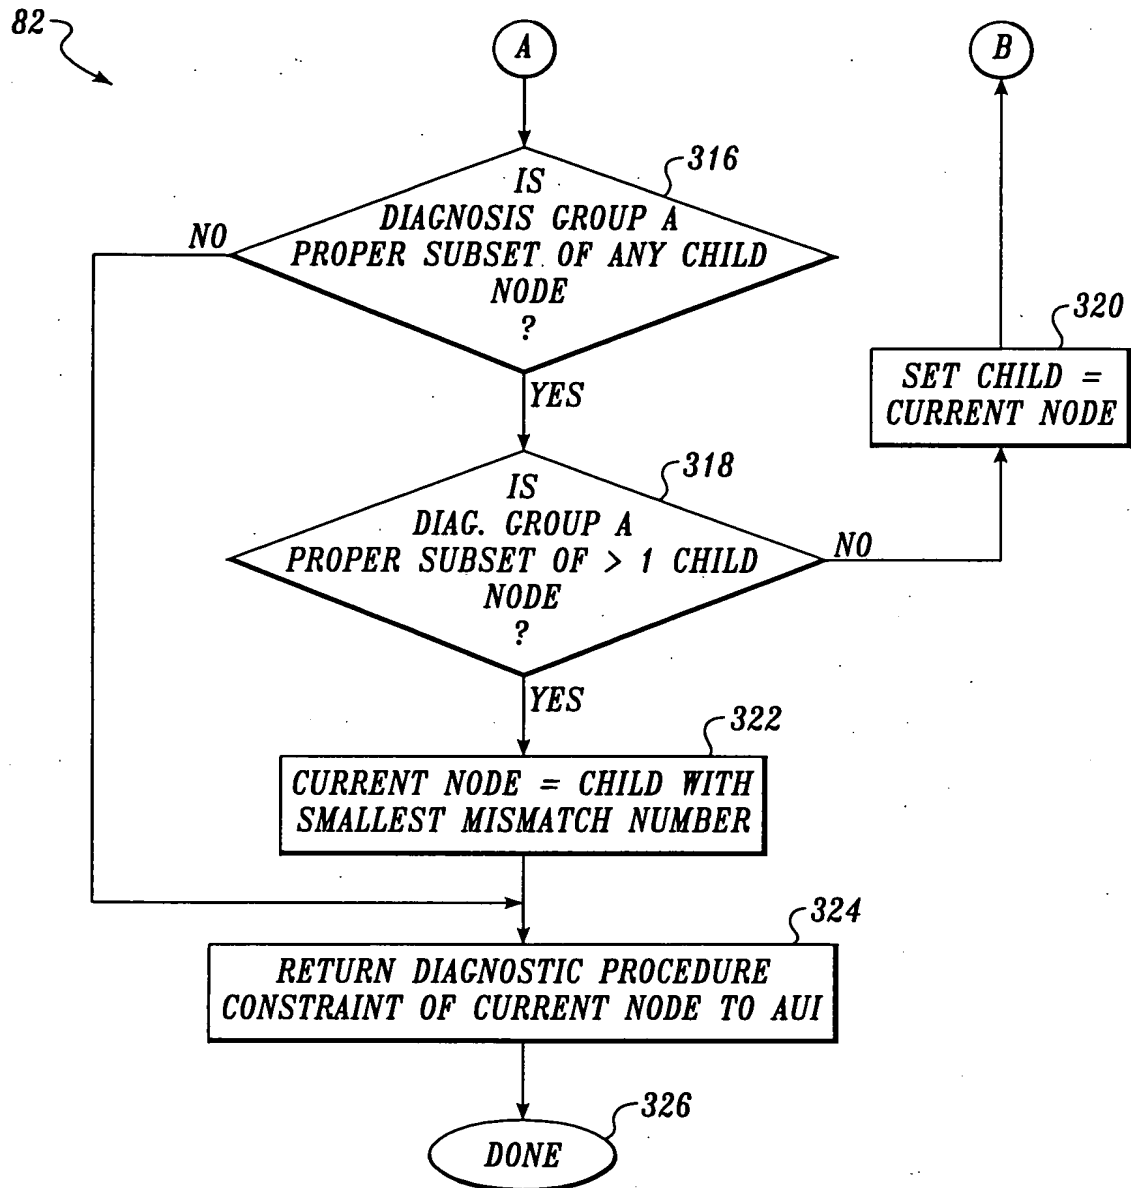 82
A
B
316
IS
DIAGNOSIS GROUP A
PROPER SUBSET OF ANY CHILD
NODE
?
NO
YES
320
SET CHILD =
CURRENT NODE
318
IS
DIAG. GROUP A
PROPER SUBSET OF > 1 CHILD
NODE
?
NO
YES
322
CURRENT NODE = CHILD WITH
SMALLEST MISMATCH NUMBER
324
RETURN DIAGNOSTIC PROCEDURE
CONSTRAINT OF CURRENT NODE TO AUI
326
DONE